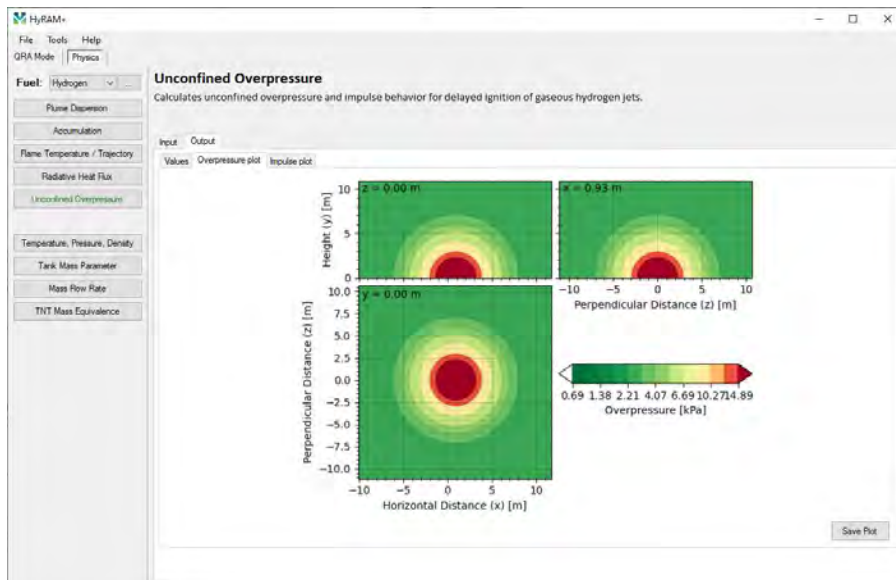 HyRAM+
File Tools Help
QRA Mode Physics
Fuel: Hydrogen ...
Plume Dispersion
Accumulation
Flame Temperature / Trajectory
Radiative Heat Flux
Unconfined Overpressure
Temperature, Pressure, Density
Tank Mass Parameter
Mass Flow Rate
TNT Mass Equivalence
Unconfined Overpressure
Calculates unconfined overpressure and impulse behavior for delayed ignition of gaseous hydrogen jets.
Input Output
Values Overpressure plot Impulse plot
z = 0.00 m
10
5
0
Height (y) [m]
x = 0.93 m
-10 -5 0 5 10
Perpendicular Distance (z) [m]
y = 0.00 m
10.0
7.5
5.0
2.5
0.0
-2.5
-5.0
-7.5
-10.0
Perpendicular Distance (z) [m]
-10 -5 0 5 10
Horizontal Distance (x) [m]
0.69 1.38 2.21 4.07 6.69 10.27 14.89
Overpressure [kPa]
Save Plot